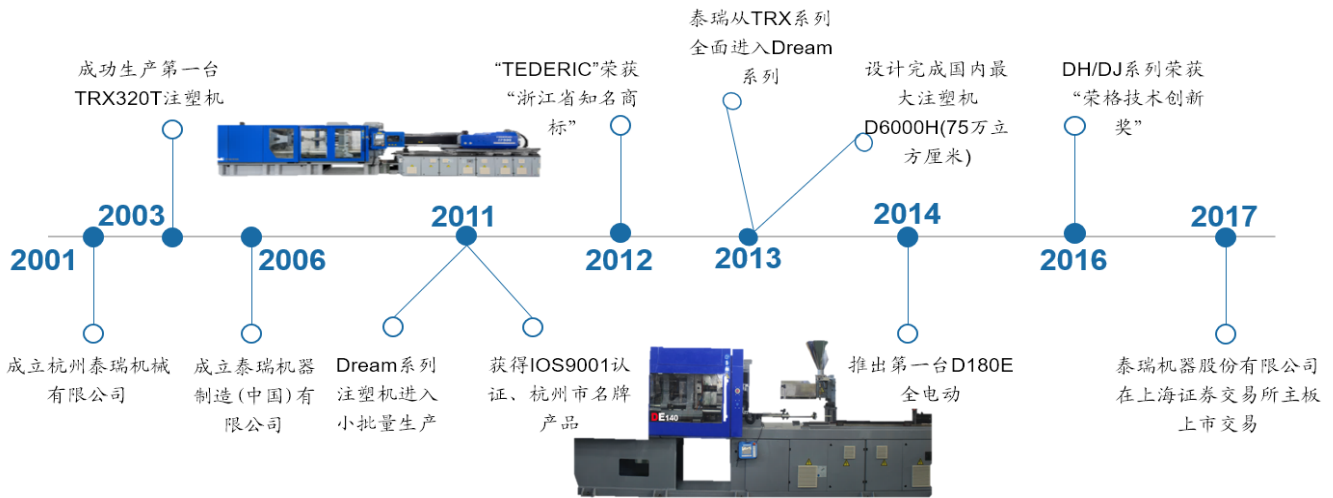 成功生产第一台
TRX320T注塑机
“TEDERIC”荣获
“浙江省知名商
标”
泰瑞从TRX系列
全面进入Dream
系列
设计完成国内最
大注塑机
D6000H(75万立
方厘米)
DH/DJ系列荣获
“荣格技术创新
奖”
2001
2003
2006
2011
2012
2013
2014
2016
2017
成立杭州泰瑞机械
有限公司
成立泰瑞机器
制造(中国)有
限公司
Dream系列
注塑机进入
小批量生产
获得IOS9001认
证、杭州市名牌
产品
DE140
推出第一台D180E
全电动
泰瑞机器股份有限公司
在上海证券交易所主板
上市交易